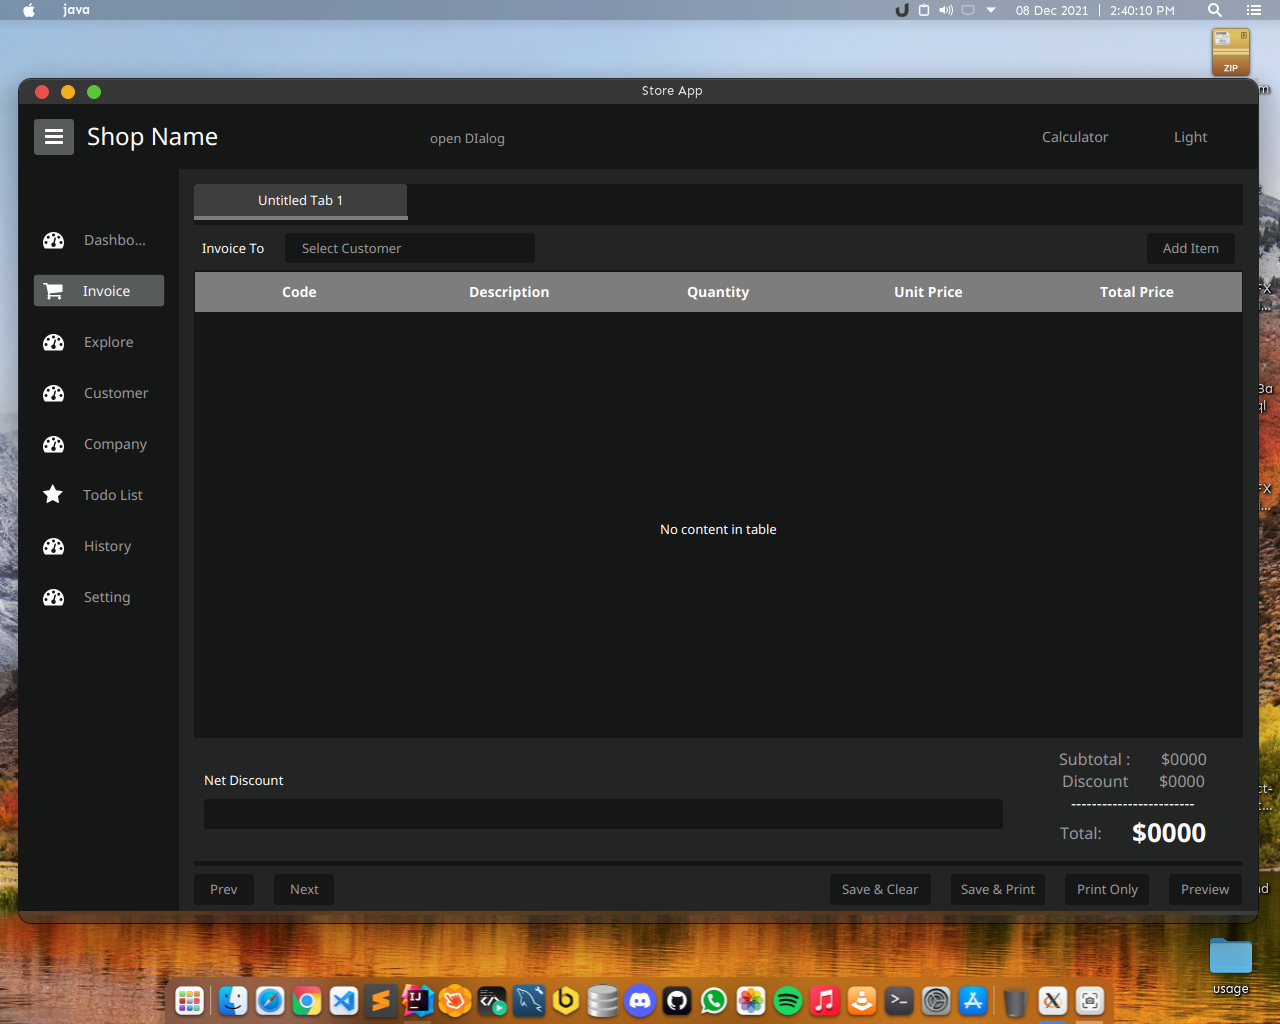 java
08 Dec 2021 | 2:40:10 PM
ZIP
Store App
Shop Name
open DIalog
Calculator
Light
Untitled Tab 1
Dashbo...
Invoice To
Select Customer
Add Item
Invoice
Code
Description
Quantity
Unit Price
Total Price
Explore
Customer
Company
Todo List
No content in table
History
Setting
Subtotal :
$0000
Net Discount
Discount
$0000
------------------------
Total:
$0000
Prev
Next
Save & Clear
Save & Print
Print Only
Preview
usage